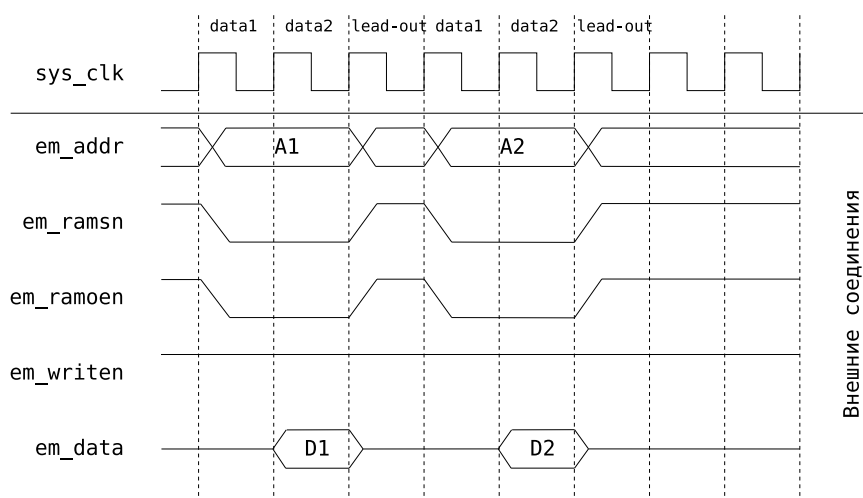 data1 data2 lead-out data1 data2 lead-out
sys_clk
em_addr A1 A2
em_ramsn
em_ramoen
em_writen
em_data D1 D2
Внешние соединения